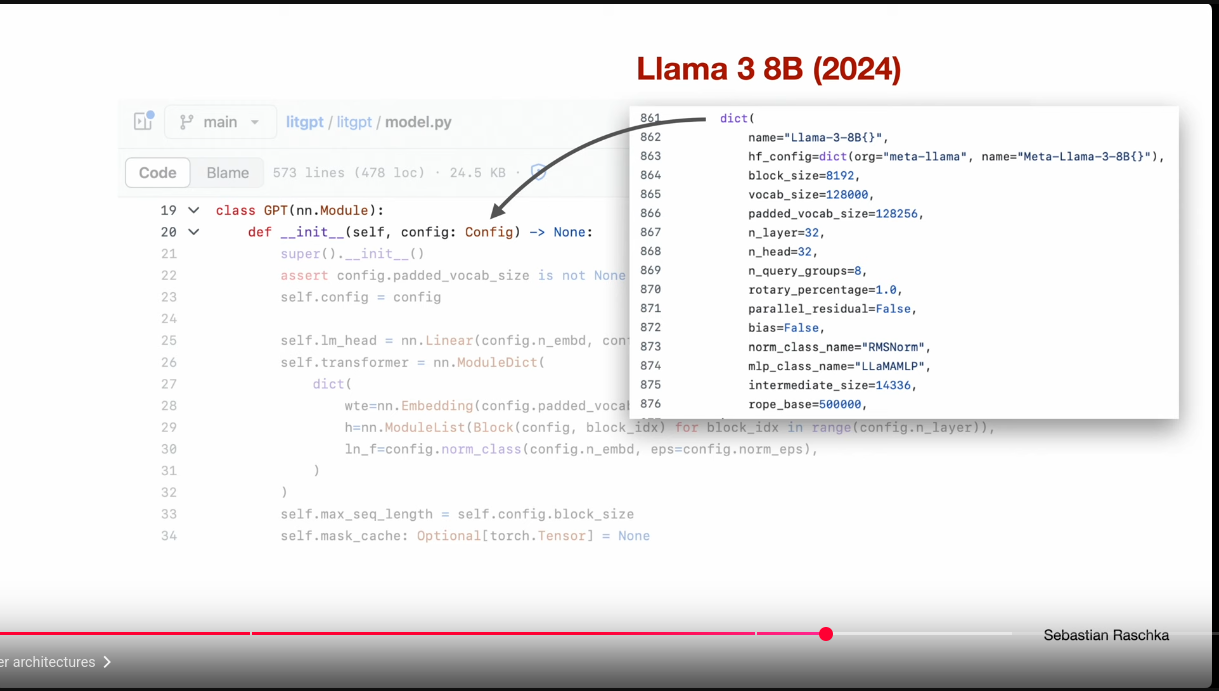 Llama 3 8B (2024)
main
litgpt / litgpt / model.py
Code Blame 573 lines (478 loc) · 24.5 KB ·
19 class GPT(nn.Module):
20 def __init__(self, config: Config) -> None:
21 super().__init__()
22 assert config.padded_vocab_size is not None
23 self.config = config
24
25 self.lm_head = nn.Linear(config.n_embd, con
26 self.transformer = nn.ModuleDict(
27 dict(
28 wte=nn.Embedding(config.padded_vocab
29 h=nn.ModuleList(Block(config, block_idx) for block_idx in range(config.n_layer)),
30 ln_f=config.norm_class(config.n_embd, eps=config.norm_eps),
31 )
32 )
33 self.max_seq_length = self.config.block_size
34 self.mask_cache: Optional[torch.Tensor] = None
861 dict(
862 name="Llama-3-8B{}",
863 hf_config=dict(org="meta-llama", name="Meta-Llama-3-8B{}"),
864 block_size=8192,
865 vocab_size=128000,
866 padded_vocab_size=128256,
867 n_layer=32,
868 n_head=32,
869 n_query_groups=8,
870 rotary_percentage=1.0,
871 parallel_residual=False,
872 bias=False,
873 norm_class_name="RMSNorm",
874 mlp_class_name="LLaMAMLP",
875 intermediate_size=14336,
876 rope_base=500000,
Sebastian Raschka
er architectures